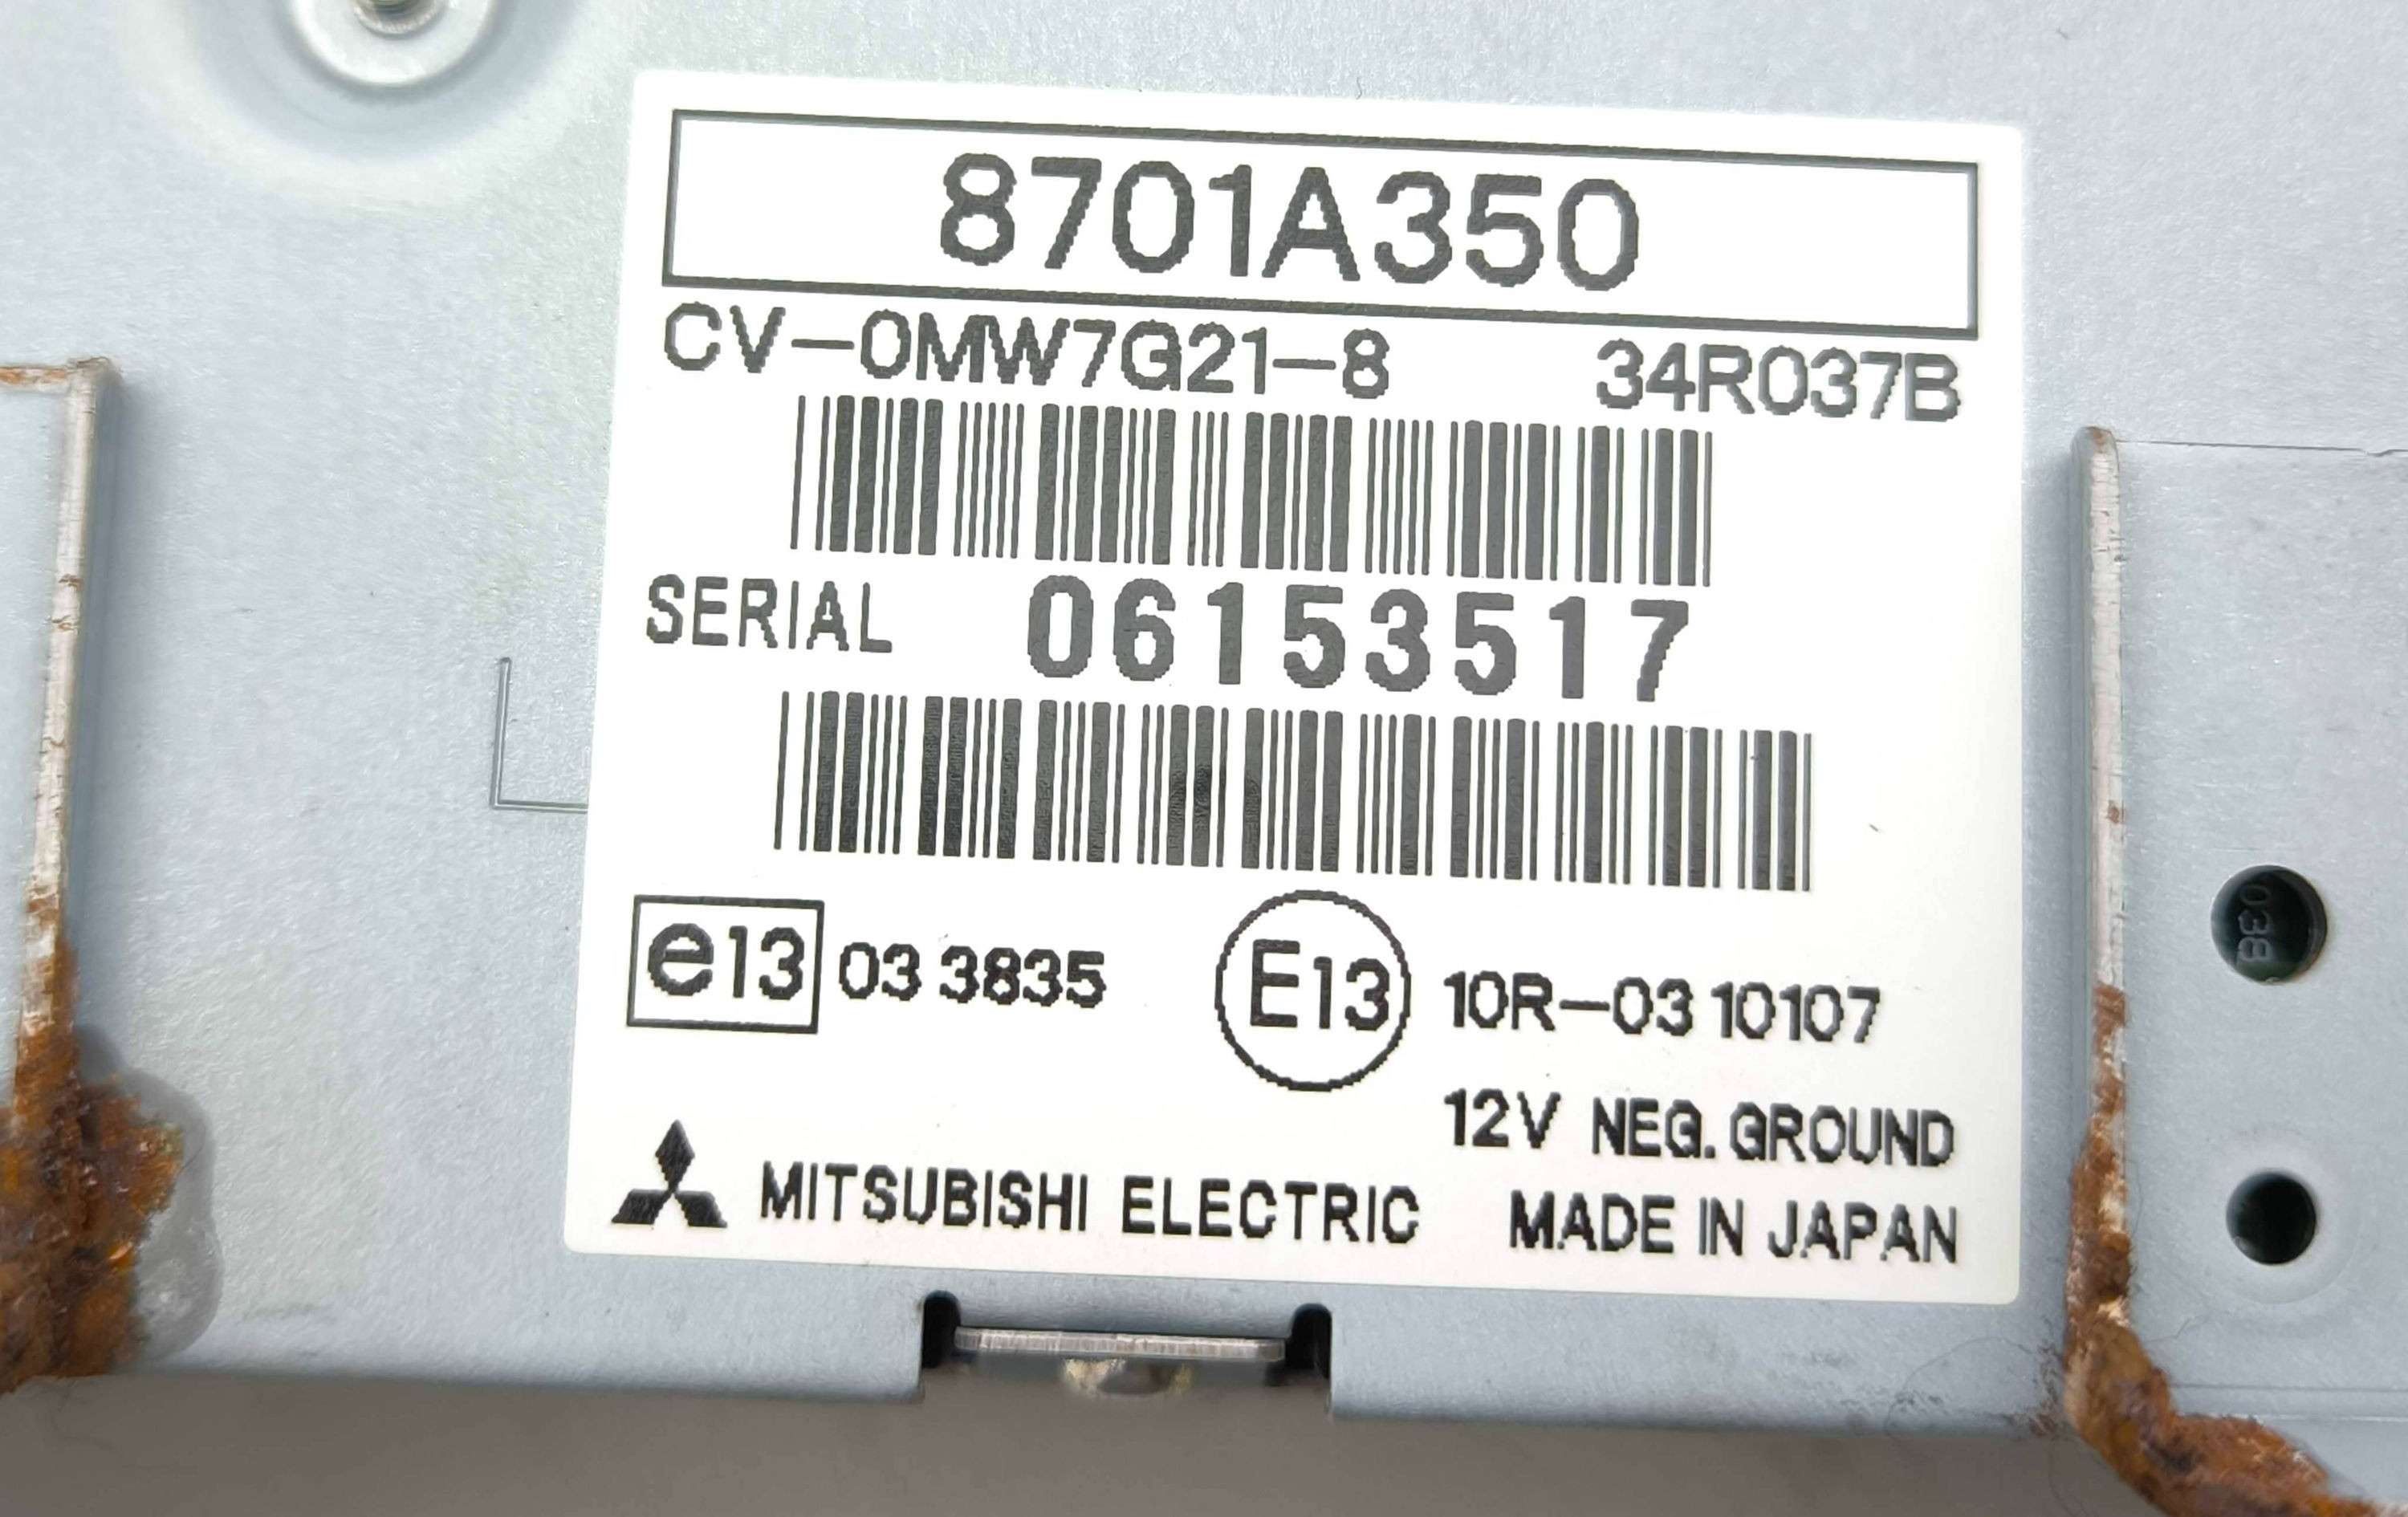 8701A350
CV-0MW7G21-8 34R037B
SERIAL 06153517
e13 03 3835 E13 10R-03 10107
12V NEG. GROUND
MITSUBISHI ELECTRIC MADE IN JAPAN
038